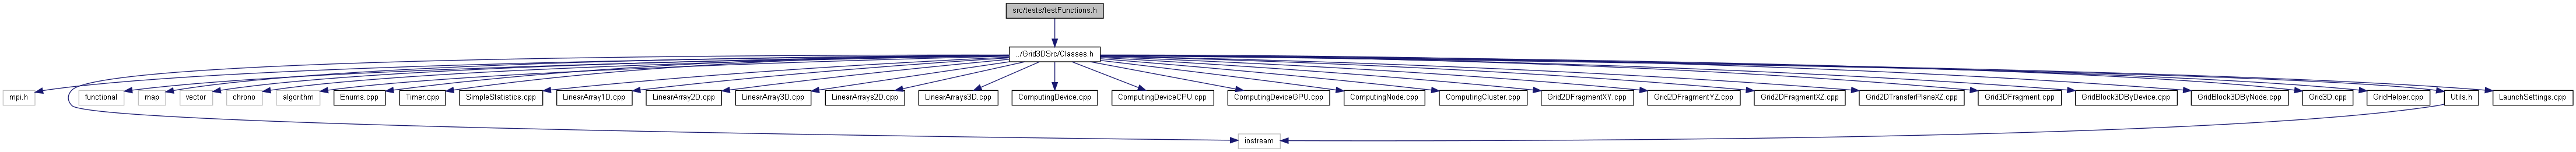 src/tests/testFunctions.h
../Grid3DSrc/Classes.h
mpi.h
functional
map
vector
chrono
algorithm
Enums.cpp
Timer.cpp
SimpleStatistics.cpp
LinearArray1D.cpp
LinearArray2D.cpp
LinearArray3D.cpp
LinearArrays2D.cpp
LinearArrays3D.cpp
ComputingDevice.cpp
ComputingDeviceCPU.cpp
ComputingDeviceGPU.cpp
ComputingNode.cpp
ComputingCluster.cpp
Grid2DFragmentXY.cpp
Grid2DFragmentYZ.cpp
Grid2DFragmentXZ.cpp
Grid2DTransferPlaneXZ.cpp
Grid3DFragment.cpp
GridBlock3DByDevice.cpp
GridBlock3DByNode.cpp
Grid3D.cpp
GridHelper.cpp
Utils.h
LaunchSettings.cpp
iostream